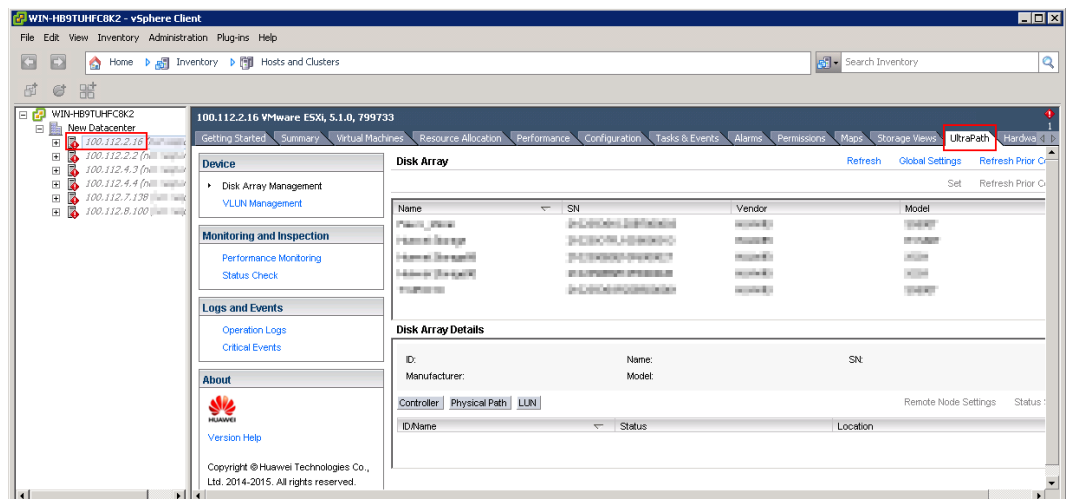 WIN-HB9TUHFC8K2 - vSphere Client
File Edit View Inventory Administration Plug-ins Help
Home Inventory Hosts and Clusters
Search Inventory
WIN-HB9TUHFC8K2
New Datacenter
100.112.2.16
100.112.2.2
100.112.4.3
100.112.4.4
100.112.7.138
100.112.8.100
100.112.2.16 VMware ESXi, 5.1.0, 799733
Getting Started Summary Virtual Machines Resource Allocation Performance Configuration Tasks & Events Alarms Permissions Maps Storage Views UltraPath Hardwa
Device
Disk Array Management
VLUN Management
Monitoring and Inspection
Performance Monitoring
Status Check
Logs and Events
Operation Logs
Critical Events
About
HUAWEI
Version Help
Copyright © Huawei Technologies Co.,
Ltd. 2014-2015. All rights reserved.
Disk Array
Refresh Global Settings Refresh Prior C
Set Refresh Prior C
Name SN Vendor Model
Disk Array Details
ID: Name: SN:
Manufacturer: Model:
Controller Physical Path LUN
Remote Node Settings Status
ID/Name Status Location